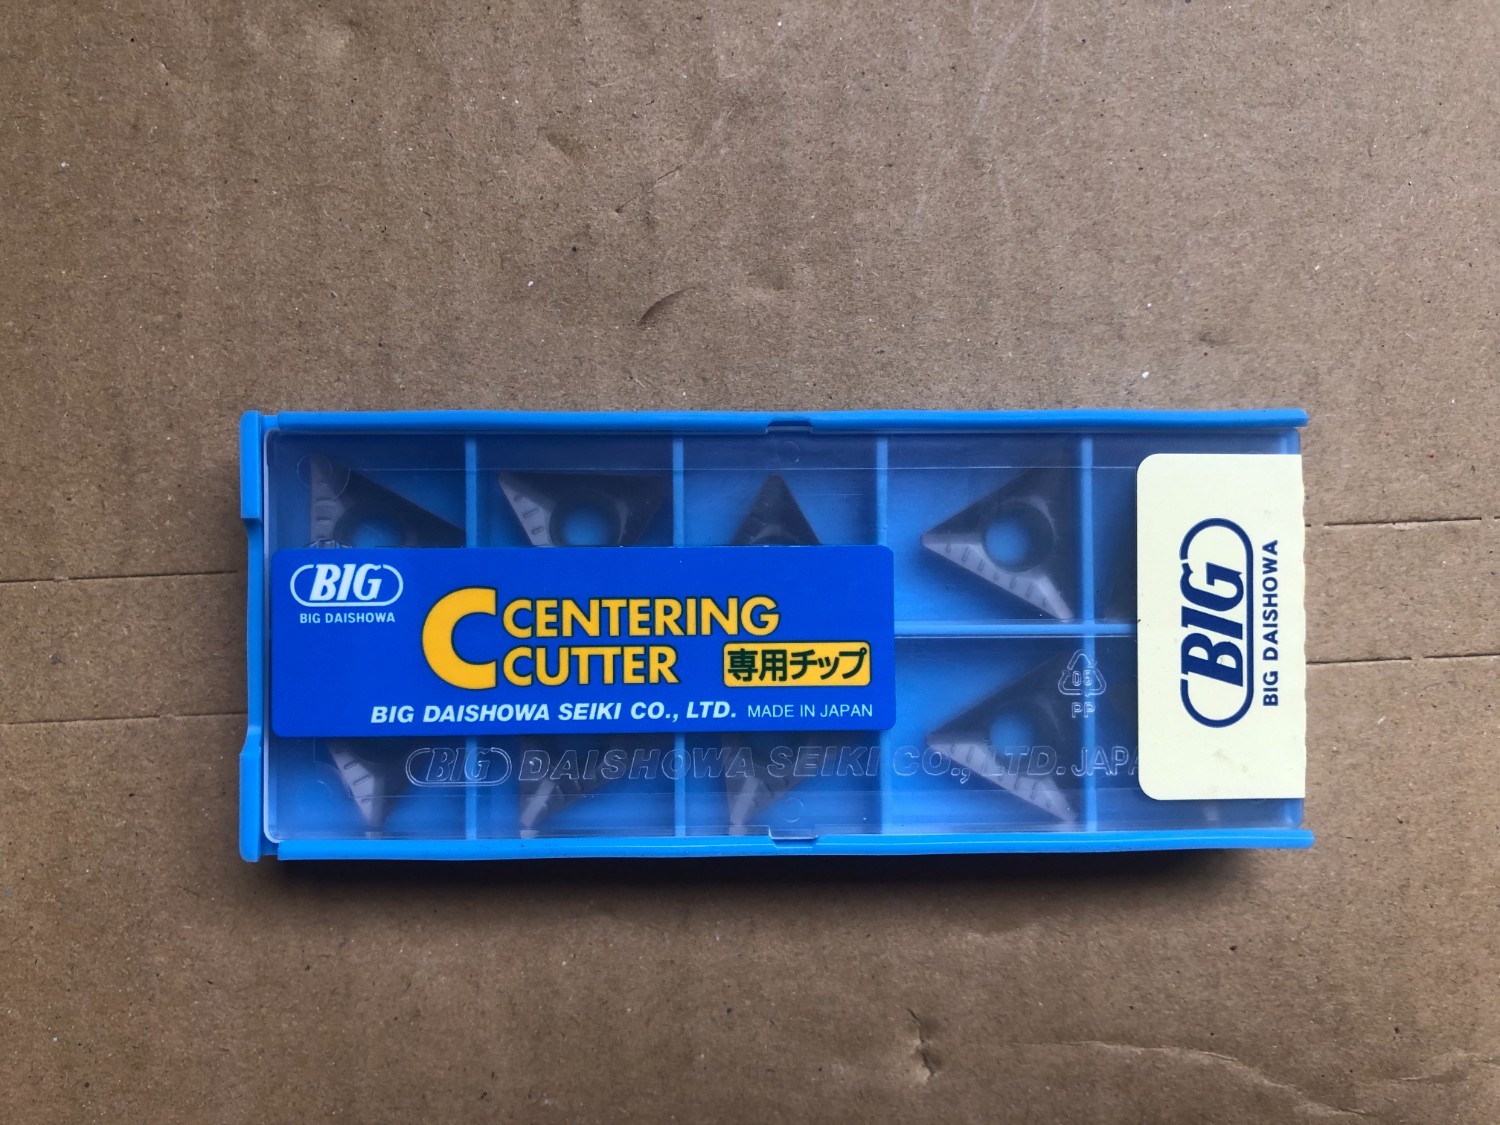 BIG
BIG DAISHOWA
C CENTERING
CUTTER 専用チップ
BIG DAISHOWA SEIKI CO., LTD. MADE IN JAPAN
BIG DAISHOWA SEIKI CO., LTD. JAPA
PP
BIG
BIG DAISHOWA